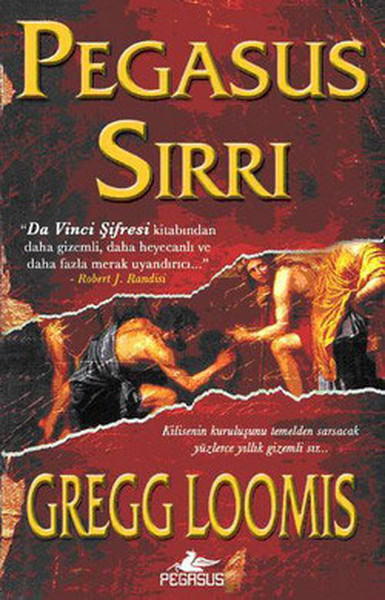 PEGASUS
SIRRI
“Da Vinci Şifresi kitabından
daha gizemli, daha heyecanlı ve
daha fazla merak uyandırıcı...”
- Robert J. Randisi
Kilisenin kuruluşunu temelden sarsacak
yüzlerce yıllık gizemli sır...
GREGG LOOMIS
PEGASUS